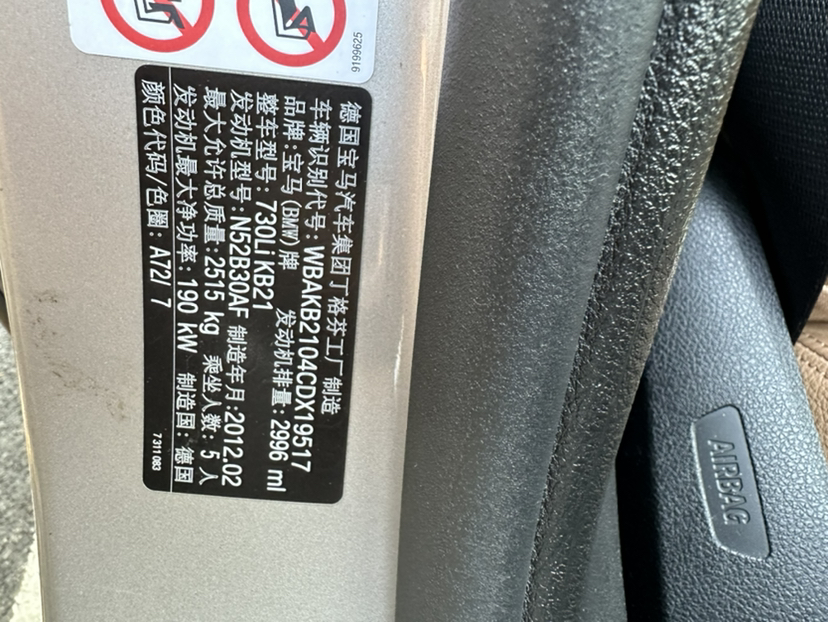 9199625
德国宝马汽车集团丁格芬工厂 制造
车辆识别代号:WBAKB2104CDX19517
品牌:宝马(BMW)牌 发动机排量: 2996 ml
整车型号: 730Li KB21
发动机型号:N52B30AF 制造年月:2012.02
最大允许总质量:2515 kg 乘坐人数: 5 人
发动机最大净功率: 190 kW 制造国: 德国
颜色代码/色圈: A72/ 7
7311 083
AIRBAG